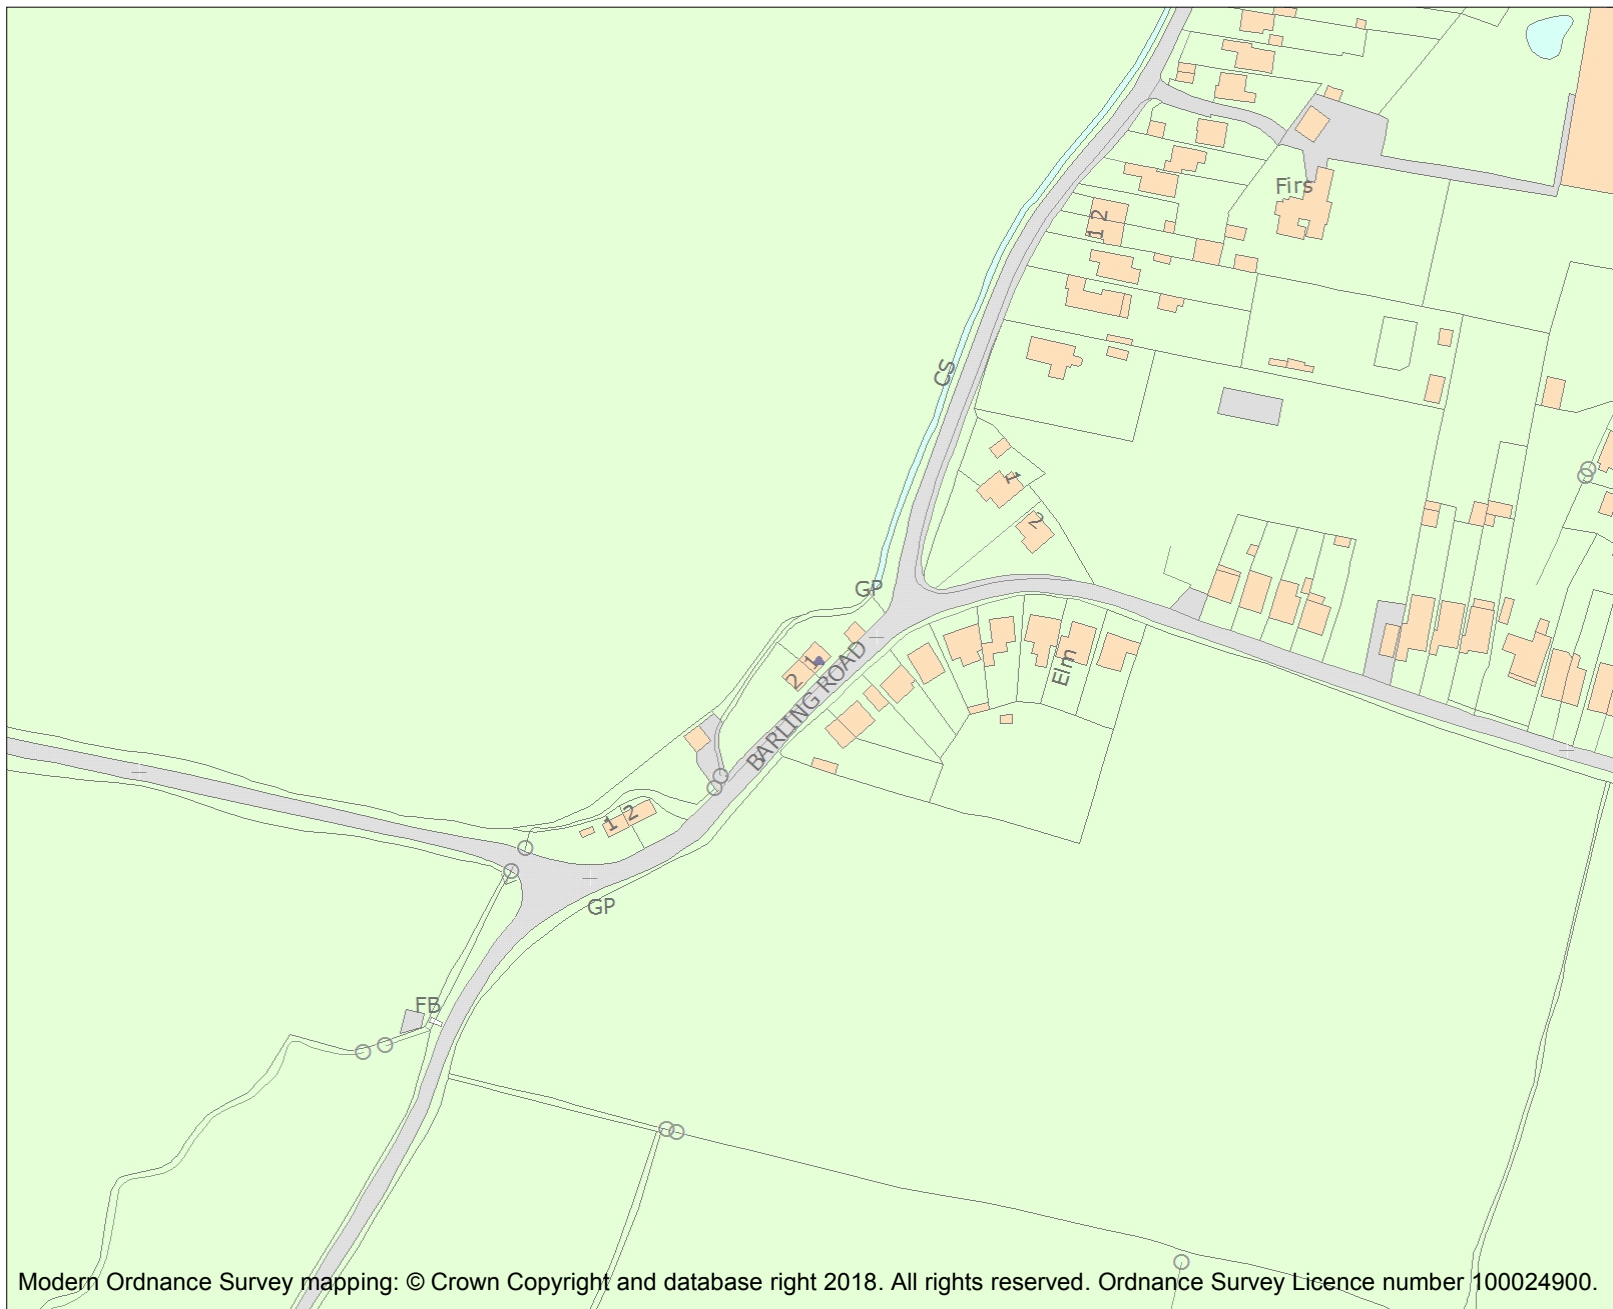 Firs
1 2
CS
1
2
GP
1
2
BARLING ROAD
Elm
1 2
GP
FB
Modern Ordnance Survey mapping: © Crown Copyright and database right 2018. All rights reserved. Ordnance Survey Licence number 100024900.